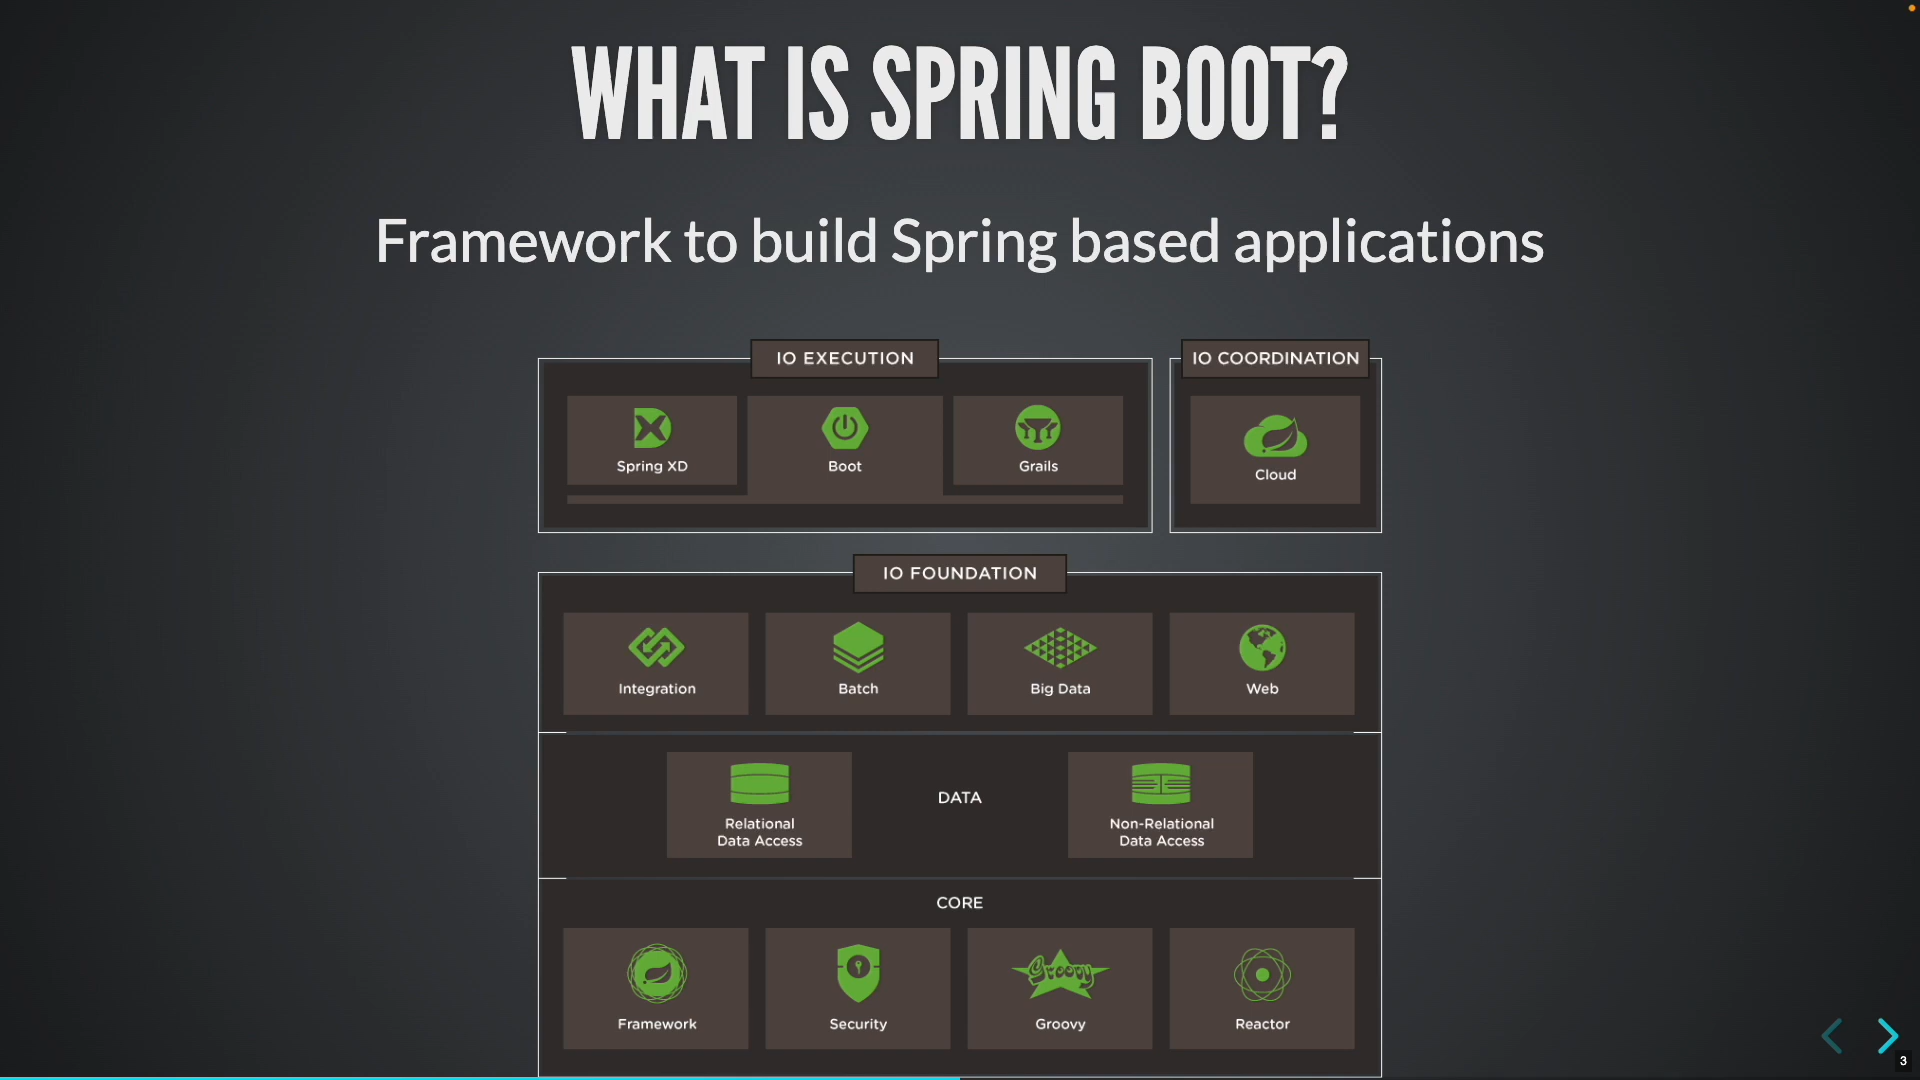 WHAT IS SPRING BOOT?
Framework to build Spring based applications
IO EXECUTION
IO COORDINATION
Spring XD
Boot
Grails
Cloud
IO FOUNDATION
Integration
Batch
Big Data
Web
Relational
Data Access
DATA
Non-Relational
Data Access
CORE
Groovy
Framework
Security
Groovy
Reactor
3